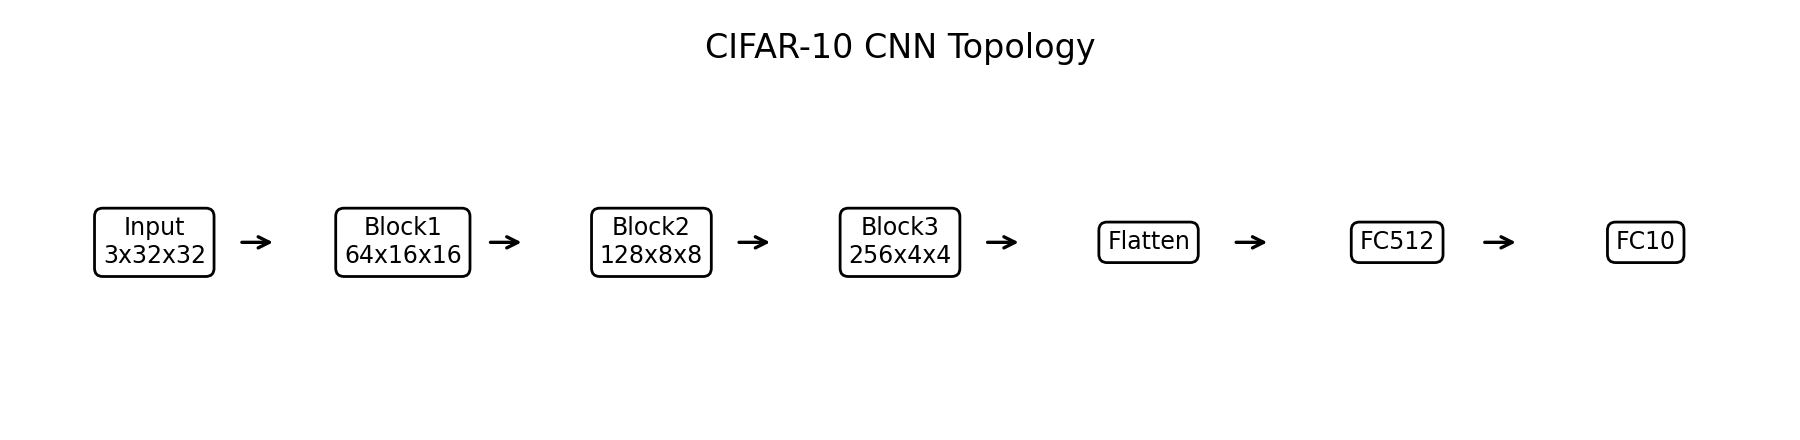 CIFAR-10 CNN Topology
Input
3x32x32
Block1
64x16x16
Block2
128x8x8
Block3
256x4x4
Flatten
FC512
FC10